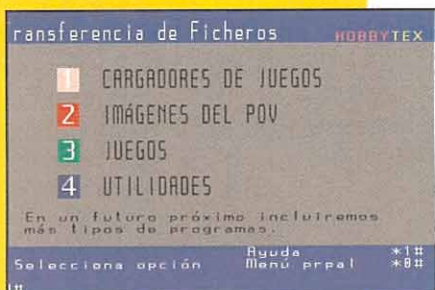 ransferencia de Ficheros HOBBYTEX
1 CARGADORES DE JUEGOS
2 IMÁGENES DEL POV
3 JUEGOS
4 UTILIDADES
En un futuro próximo incluiremos
más tipos de programas.
Ayuda *1#
Selecciona opción Menú prpal *0#
1#